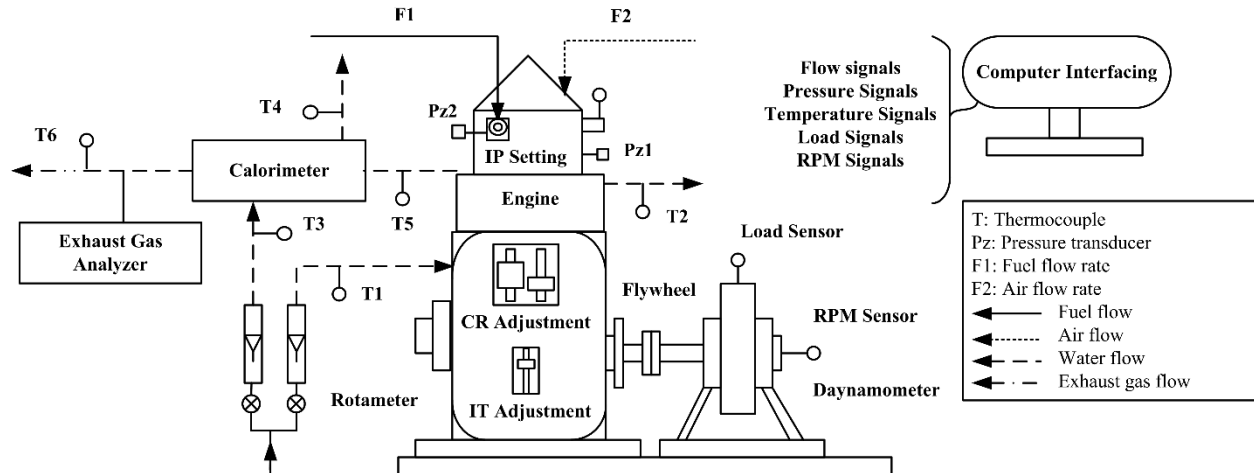 F1
F2
Flow signals
Pressure Signals
Temperature Signals
Load Signals
RPM Signals
Computer Interfacing
T4
Pz2
T6
IP Setting
Pz1
Calorimeter
Engine
T5
T2
T3
Exhaust Gas
Analyzer
T1
Load Sensor
Flywheel
CR Adjustment
RPM Sensor
Rotameter
IT Adjustment
Daynamometer
T: Thermocouple
Pz: Pressure transducer
F1: Fuel flow rate
F2: Air flow rate
Fuel flow
Air flow
Water flow
Exhaust gas flow